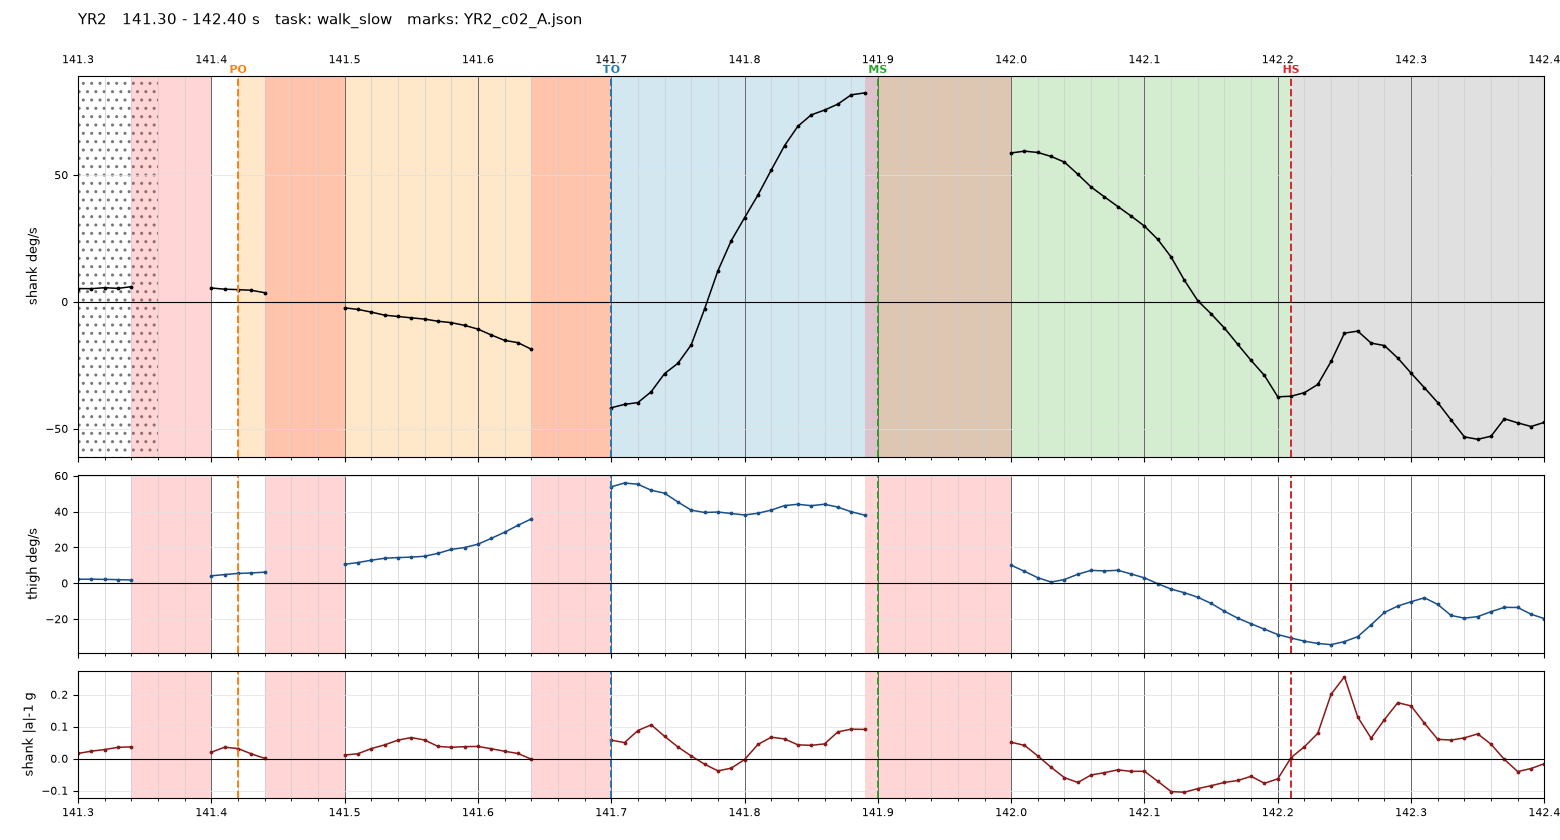 YR2   141.30 - 142.40 s   task: walk_slow   marks: YR2_c02_A.json
141.3 141.4 141.5 141.6 141.7 141.8 141.9 142.0 142.1 142.2 142.3 142.4
PO TO MS HS
shank deg/s
50
0
−50
thigh deg/s
60
40
20
0
−20
shank |a|-1 g
0.2
0.1
0.0
−0.1
141.3 141.4 141.5 141.6 141.7 141.8 141.9 142.0 142.1 142.2 142.3 142.4